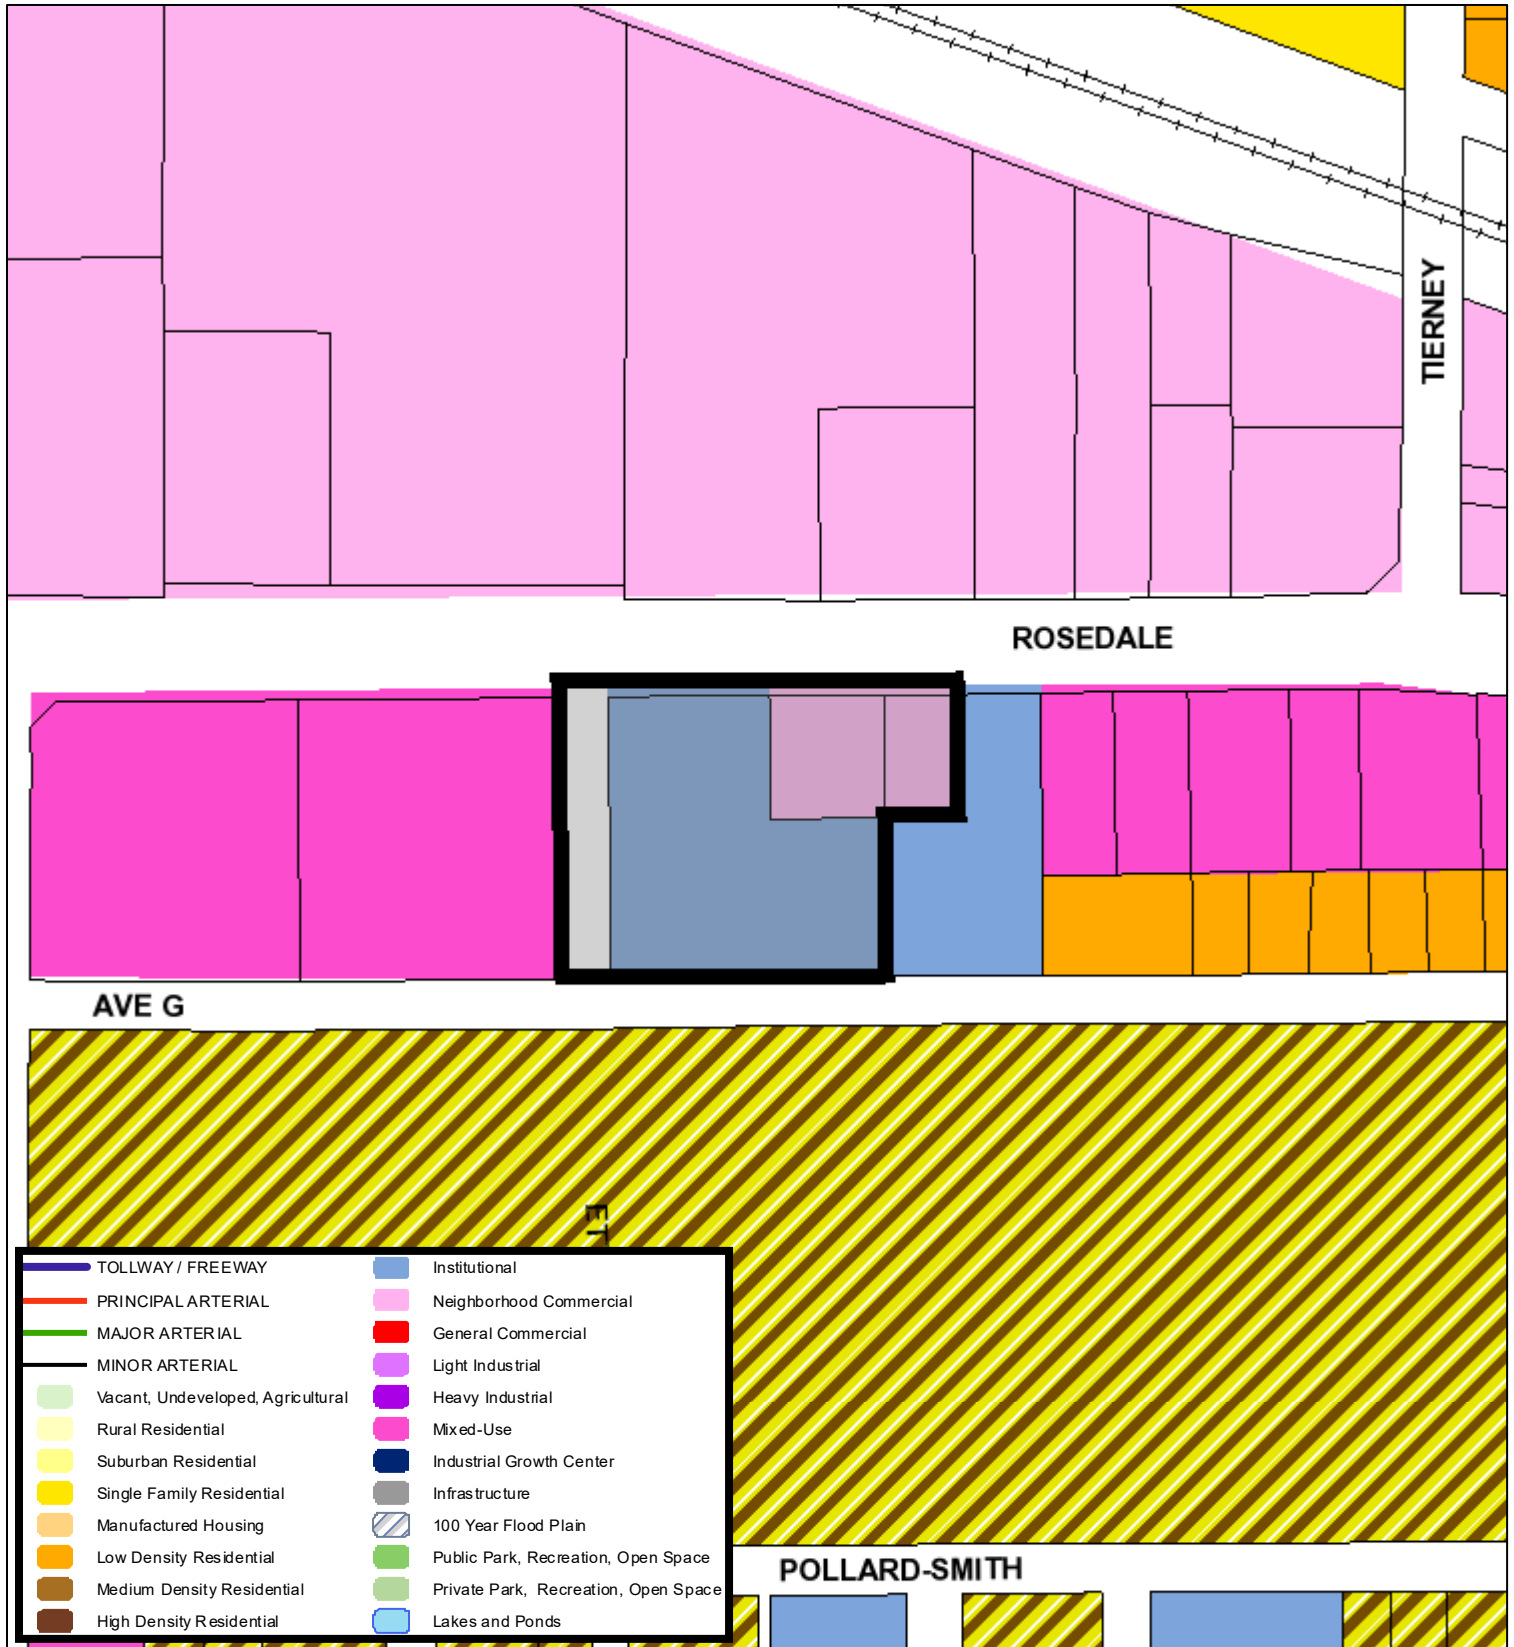 TIERNEY
ROSEDALE
AVE G
ET
TOLLWAY / FREEWAY
PRINCIPAL ARTERIAL
MAJOR ARTERIAL
MINOR ARTERIAL
Vacant, Undeveloped, Agricultural
Rural Residential
Suburban Residential
Single Family Residential
Manufactured Housing
Low Density Residential
Medium Density Residential
High Density Residential
Institutional
Neighborhood Commercial
General Commercial
Light Industrial
Heavy Industrial
Mixed-Use
Industrial Growth Center
Infrastructure
100 Year Flood Plain
Public Park, Recreation, Open Space
Private Park, Recreation, Open Space
Lakes and Ponds
POLLARD-SMITH